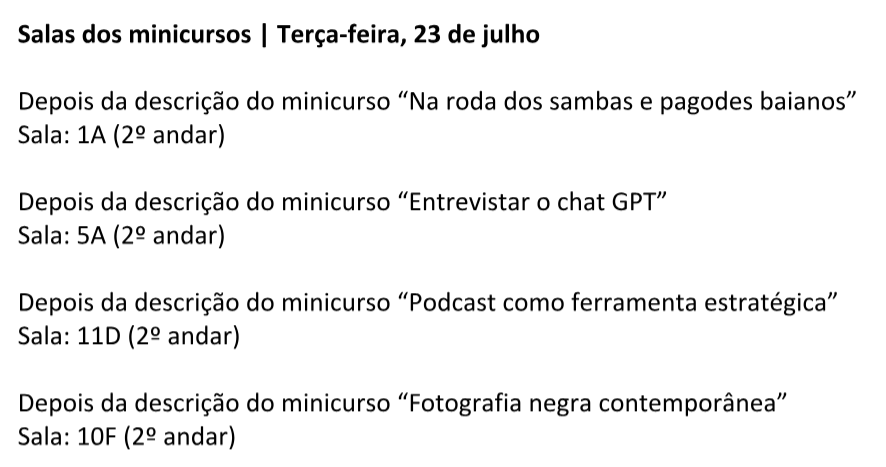 Salas dos minicursos | Terça-feira, 23 de julho
Depois da descrição do minicurso “Na roda dos sambas e pagodes baianos”
Sala: 1A (2º andar)
Depois da descrição do minicurso “Entrevistar o chat GPT”
Sala: 5A (2º andar)
Depois da descrição do minicurso “Podcast como ferramenta estratégica”
Sala: 11D (2º andar)
Depois da descrição do minicurso “Fotografia negra contemporânea”
Sala: 10F (2º andar)